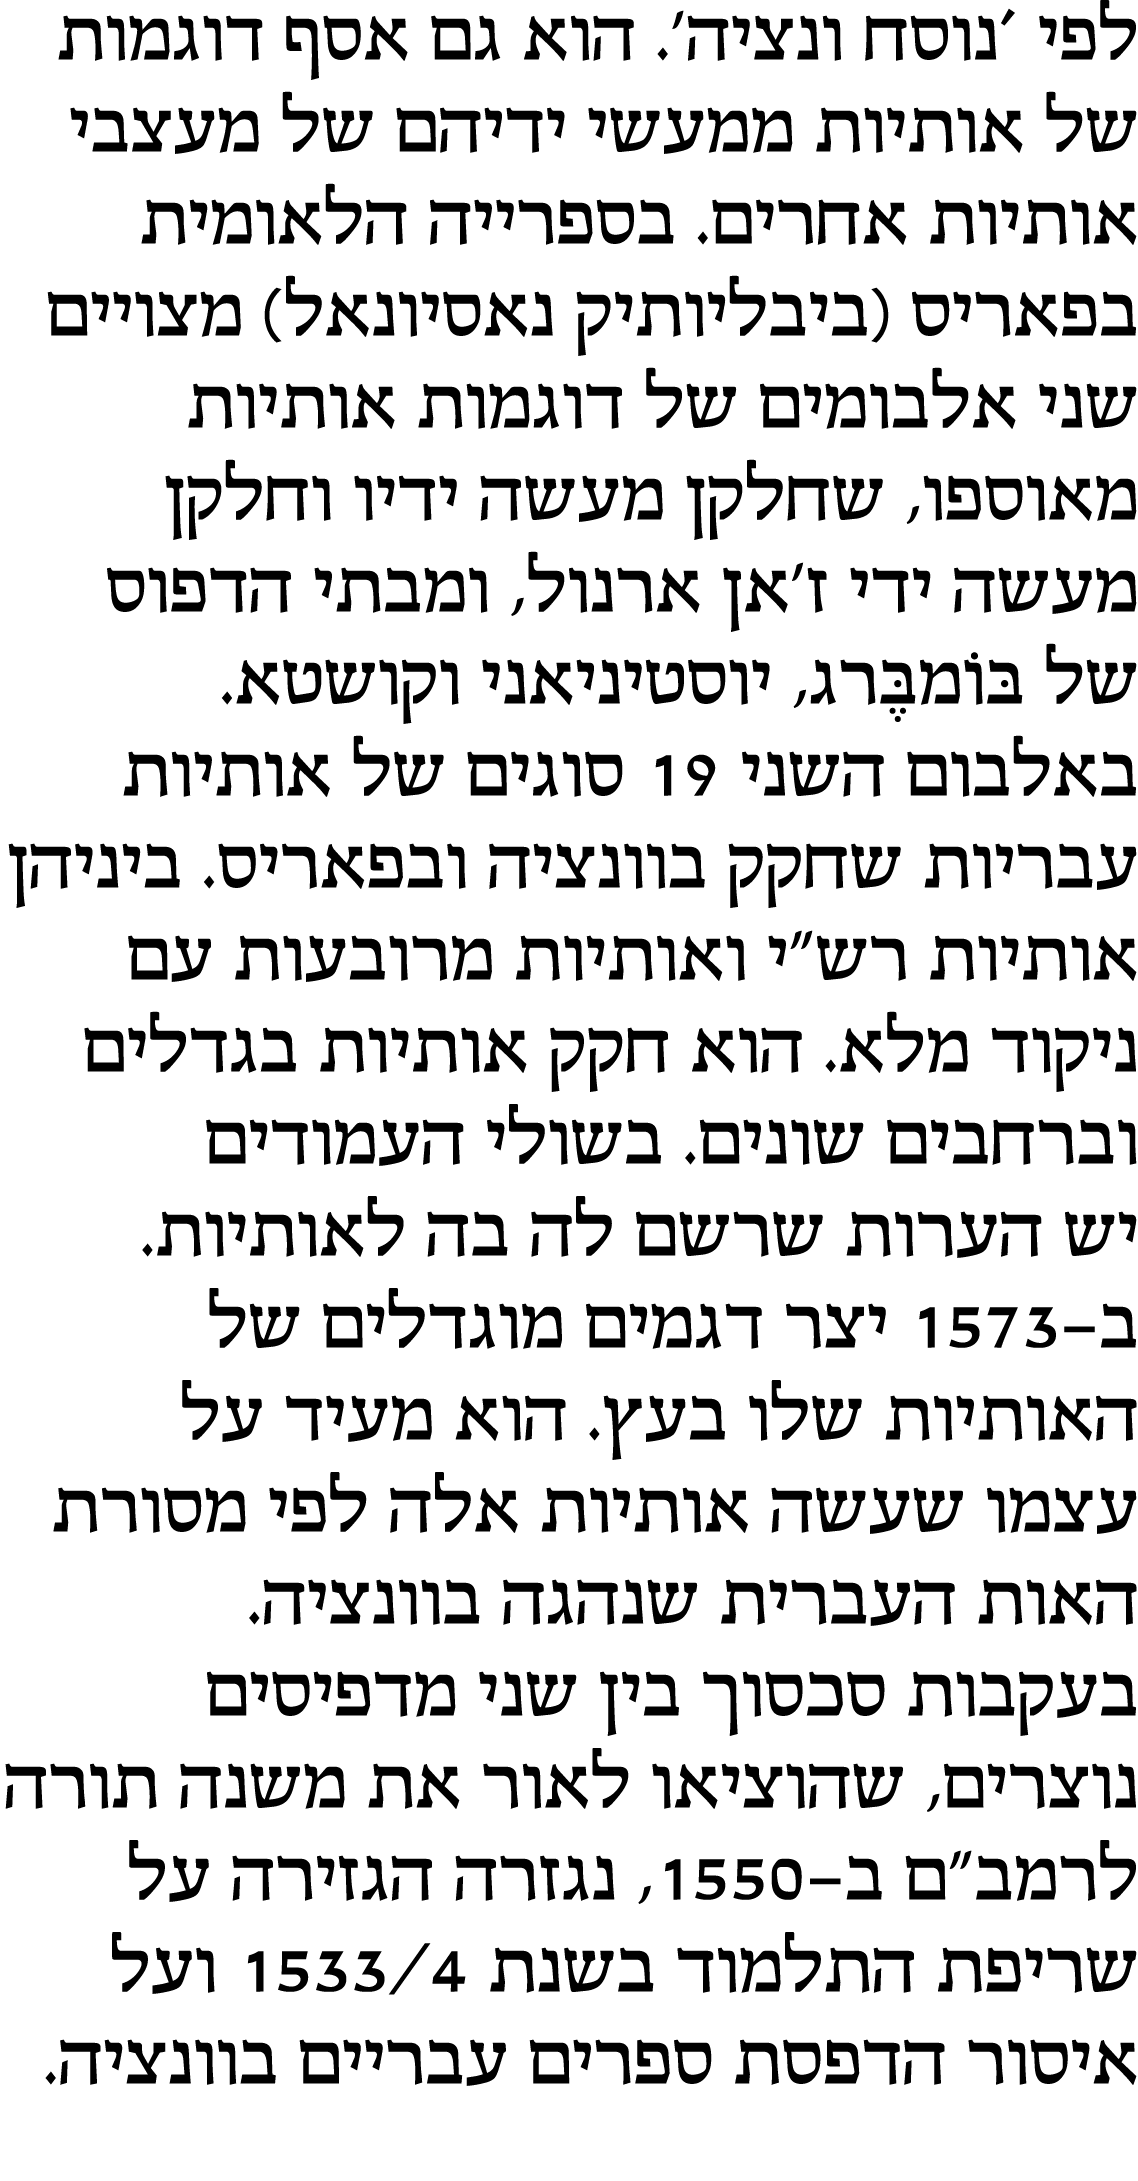 לפי 'נוסח ונציה'. הוא גם אסף דוגמות
של אותיות ממעשי ידיהם של מעצבי
אותיות אחרים. בספרייה הלאומית
בפאריס (ביבליותיק נאסיונאל) מצויים
שני אלבומים של דוגמות אותיות
מאוספו, שחלקן מעשה ידיו וחלקן
מעשה ידי ז'אן ארנול, ומבתי הדפוס
של בּוֹמבֶּרג, יוסטיניאני וקושטא.
באלבום השני 19 סוגים של אותיות
עבריות שחקק בוונציה ובפאריס. ביניהן
אותיות רש"י ואותיות מרובעות עם
ניקוד מלא. הוא חקק אותיות בגדלים
וברחבים שונים. בשולי העמודים
יש הערות שרשם לה בה לאותיות.
ב–1573 יצר דגמים מוגדלים של
האותיות שלו בעץ. הוא מעיד על
עצמו שעשה אותיות אלה לפי מסורת
האות העברית שנהגה בוונציה.
בעקבות סכסוך בין שני מדפיסים
נוצרים, שהוציאו לאור את משנה תורה
לרמב"ם ב–1550, נגזרה הגזירה על
שריפת התלמוד בשנת 1533/4 ועל
איסור הדפסת ספרים עבריים בוונציה.